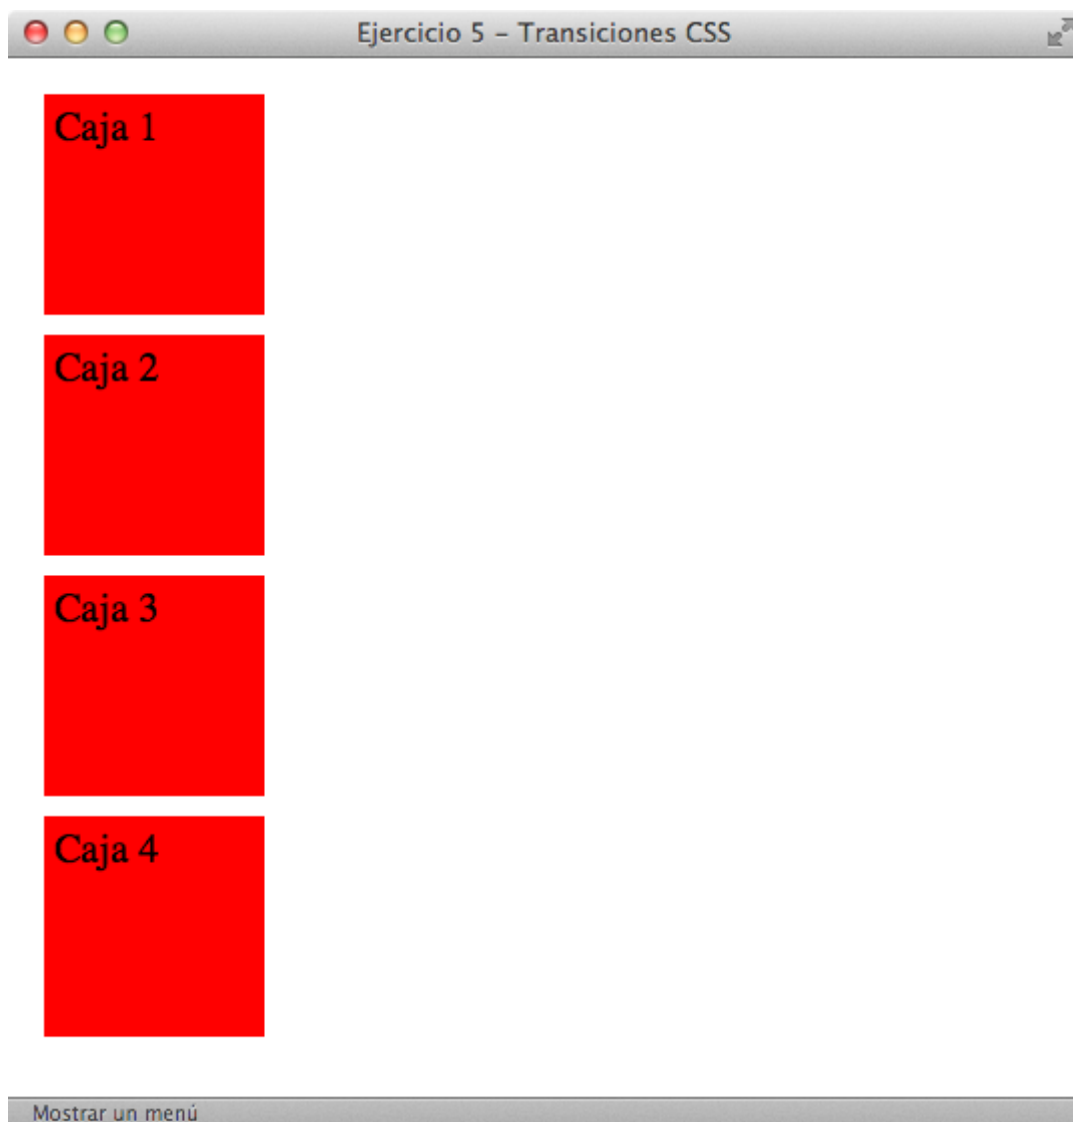 Ejercicio 5 – Transiciones CSS
Caja 1
Caja 2
Caja 3
Caja 4
Mostrar un menú